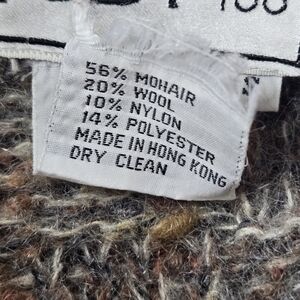 56% MOHAIR
20% WOOL
10% NYLON
14% POLYESTER
MADE IN HONG KONG
DRY CLEAN